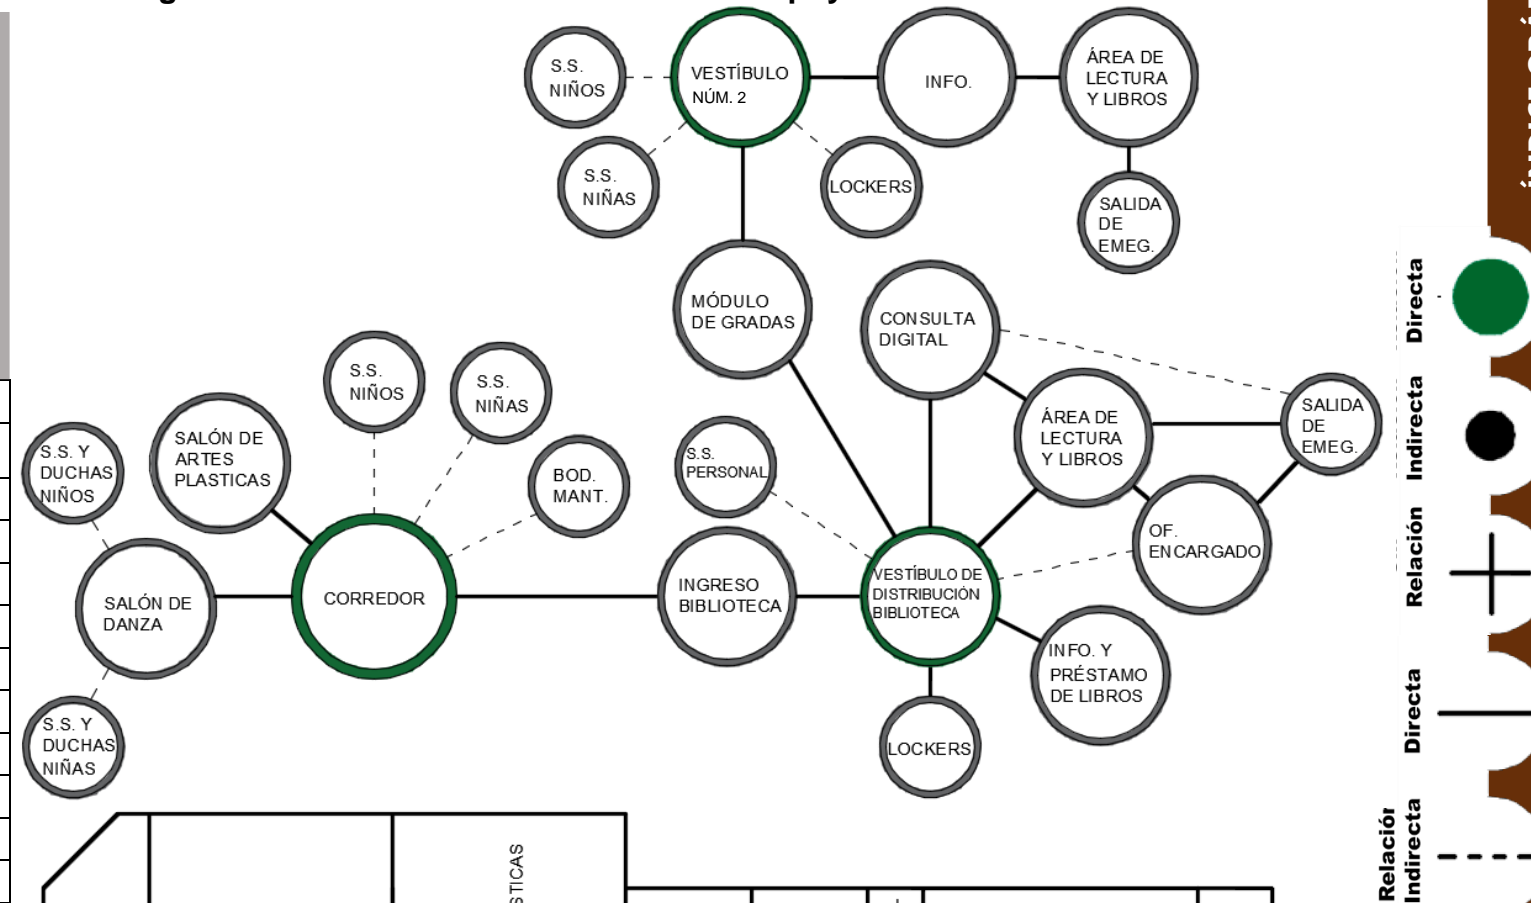 S.S.
NIÑOS
VESTÍBULO
NÚM. 2
INFO.
ÁREA DE
LECTURA
Y LIBROS
S.S.
NIÑAS
LOCKERS
SALIDA
DE
EMEG.
MÓDULO
DE GRADAS
CONSULTA
DIGITAL
S.S.
NIÑOS
S.S.
NIÑAS
SALÓN DE
ARTES
PLASTICAS
S.S. Y
DUCHAS
NIÑOS
BOD.
MANT.
S.S.
PERSONAL
ÁREA DE
LECTURA
Y LIBROS
SALIDA
DE
EMEG.
OF.
ENCARGADO
SALÓN DE
DANZA
CORREDOR
INGRESO
BIBLIOTECA
VESTÍBULO DE
DISTRIBUCIÓN
BIBLIOTECA
INFO. Y
PRÉSTAMO
DE LIBROS
S.S. Y
DUCHAS
NIÑAS
LOCKERS
Directa
Indirecta
Relación
Directa
Relación
Indirecta
STICAS